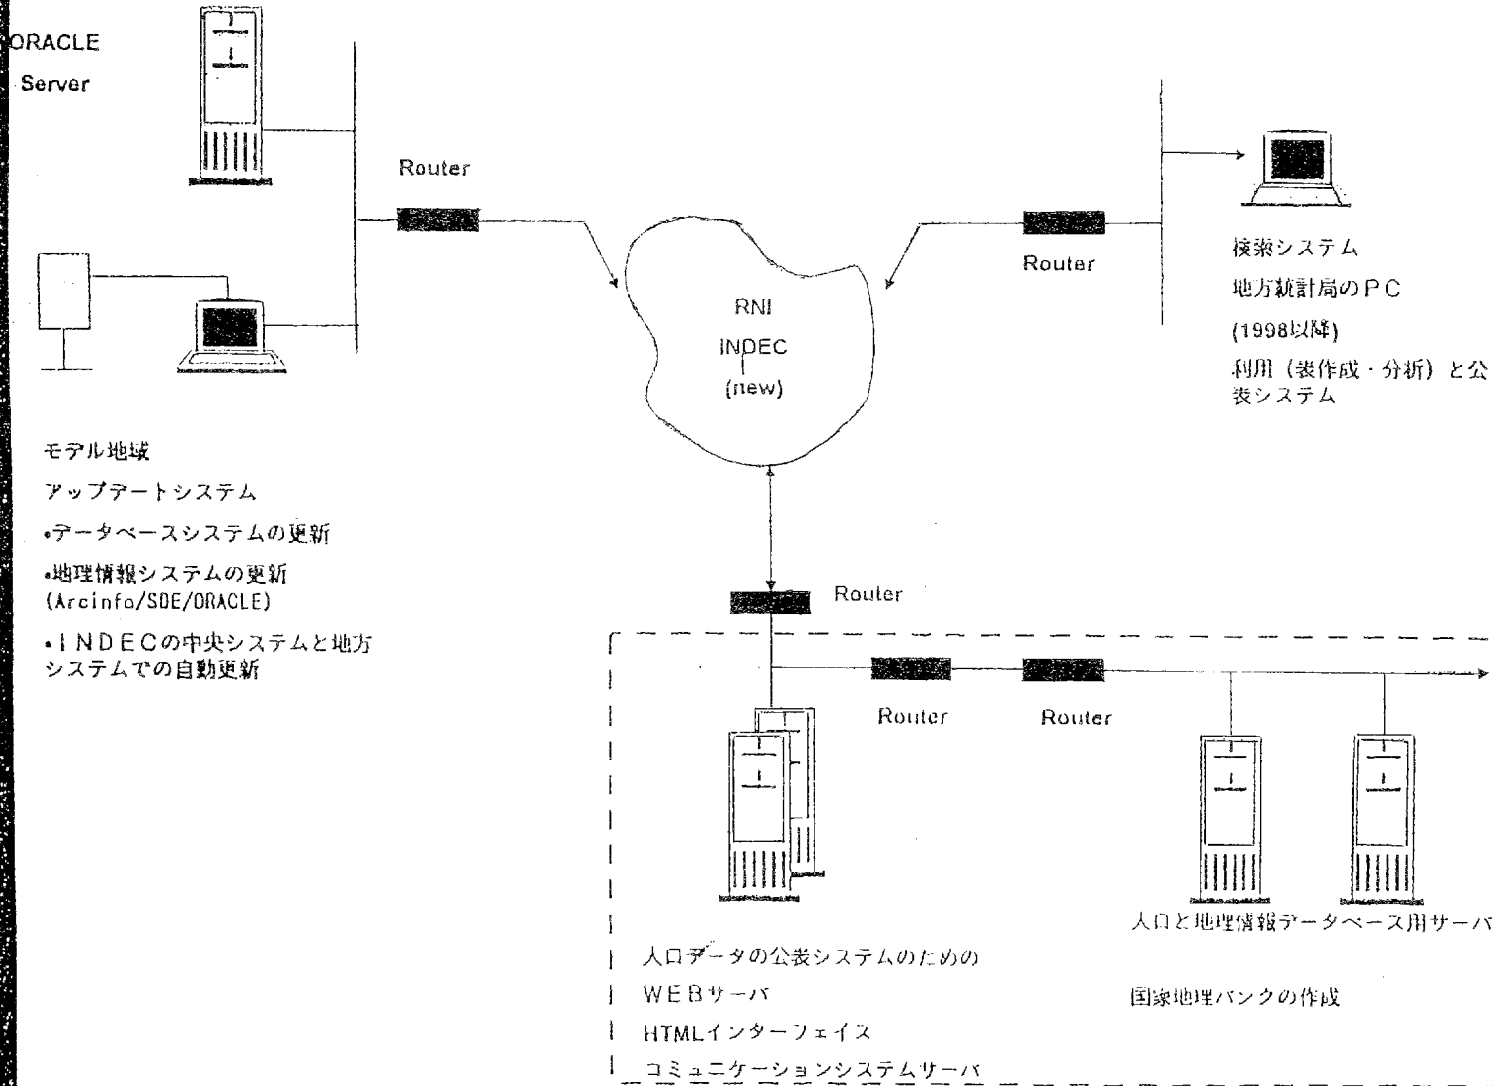 ORACLE
Server
Router
RNI
INDEC
(new)
Router
検索システム
地方統計局のPC
(1998以降)
利用（表作成・分析）と公
表システム
モデル地域
アップデートシステム
•データベースシステムの更新
•地理情報システムの更新
(Arcinfo/SDE/ORACLE)
•INDECの中央システムと地方
システムでの自動更新
Router
Router
Router
人口データの公表システムのための
WEBサーバ
HTMLインターフェイス
コミュニケーションシステムサーバ
人口と地理情報データベース用サーバ
国家地理バンクの作成